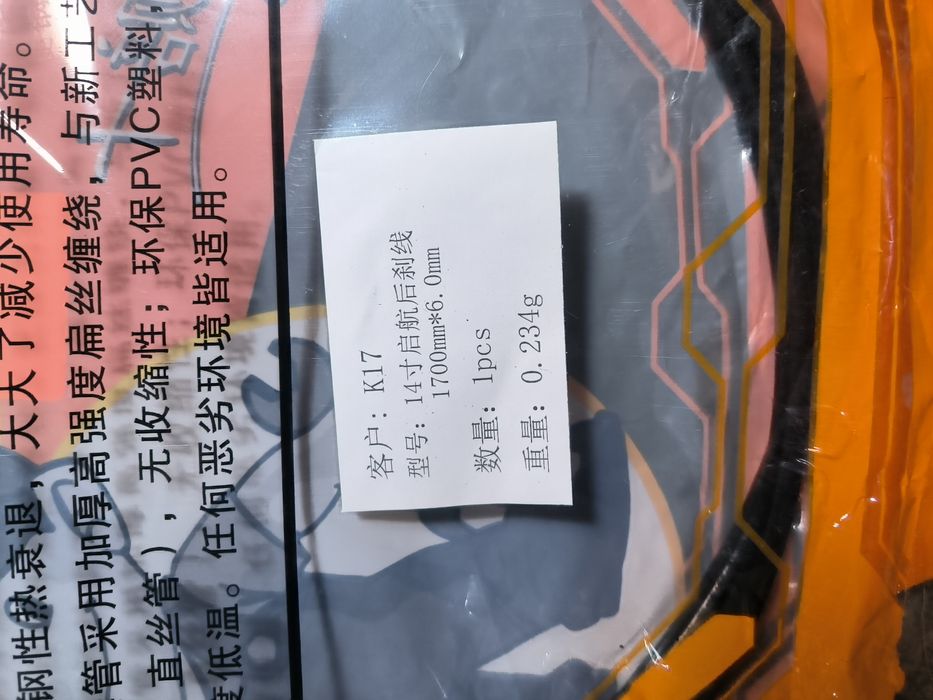 钢性热衰退，大大了减少使用寿命。
管采用加厚高强度扁丝缠绕，与新工艺
直丝管），无收缩性；环保PVC塑料，
度低温。任何恶劣环境皆适用。
客户：K17
型号：14寸启航后刹线
1700mm*6.0mm
数量：1pcs
重量：0.234g